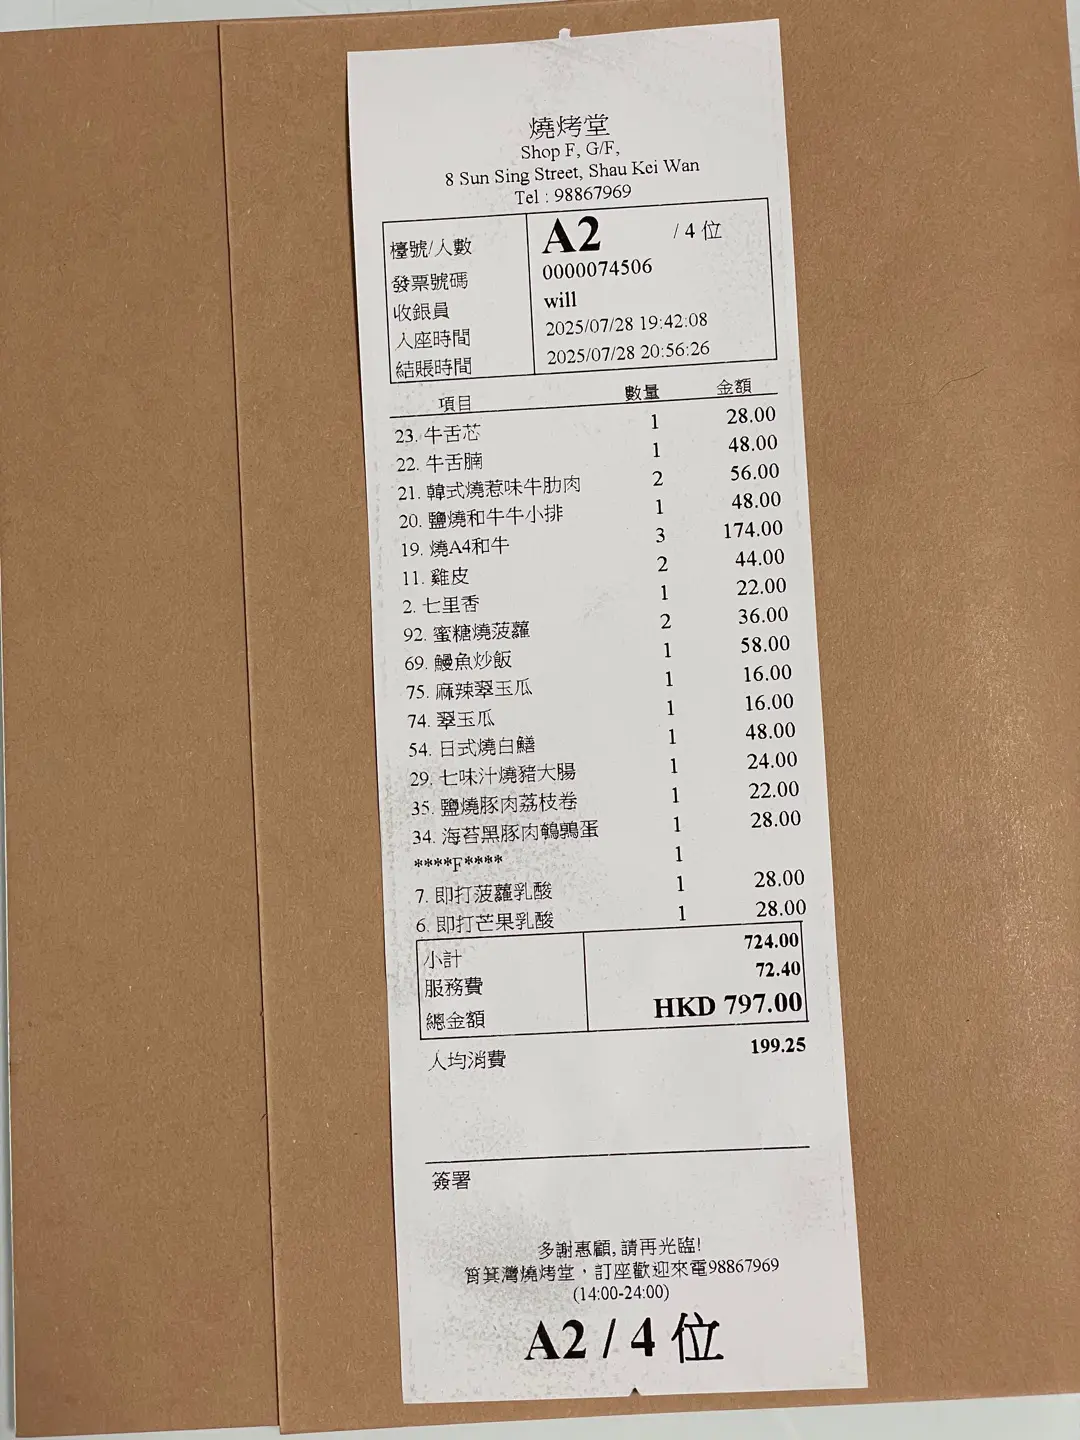 燒烤堂
Shop F, G/F,
8 Sun Sing Street, Shau Kei Wan
Tel : 98867969
檯號/人數 A2 / 4 位
發票號碼 0000074506
收銀員 will
入座時間 2025/07/28 19:42:08
結賬時間 2025/07/28 20:56:26
項目 數量 金額
23. 牛舌芯 1 28.00
22. 牛舌腩 1 48.00
21. 韓式燒惹味牛肋肉 2 56.00
20. 鹽燒和牛牛小排 1 48.00
19. 燒A4和牛 3 174.00
11. 雞皮 2 44.00
2. 七里香 1 22.00
92. 蜜糖燒菠蘿 2 36.00
69. 鰻魚炒飯 1 58.00
75. 麻辣翠玉瓜 1 16.00
74. 翠玉瓜 1 16.00
54. 日式燒白鱔 1 48.00
29. 七味汁燒豬大腸 1 24.00
35. 鹽燒豚肉荔枝卷 1 22.00
34. 海苔黑豚肉鵪鶉蛋 1 28.00
****F**** 1
7. 即打菠蘿乳酸 1 28.00
6. 即打芒果乳酸 1 28.00
小計 724.00
服務費 72.40
總金額 HKD 797.00
人均消費 199.25
簽署
多謝惠顧, 請再光臨!
筲箕灣燒烤堂，訂座歡迎來電98867969
(14:00-24:00)
A2 / 4 位